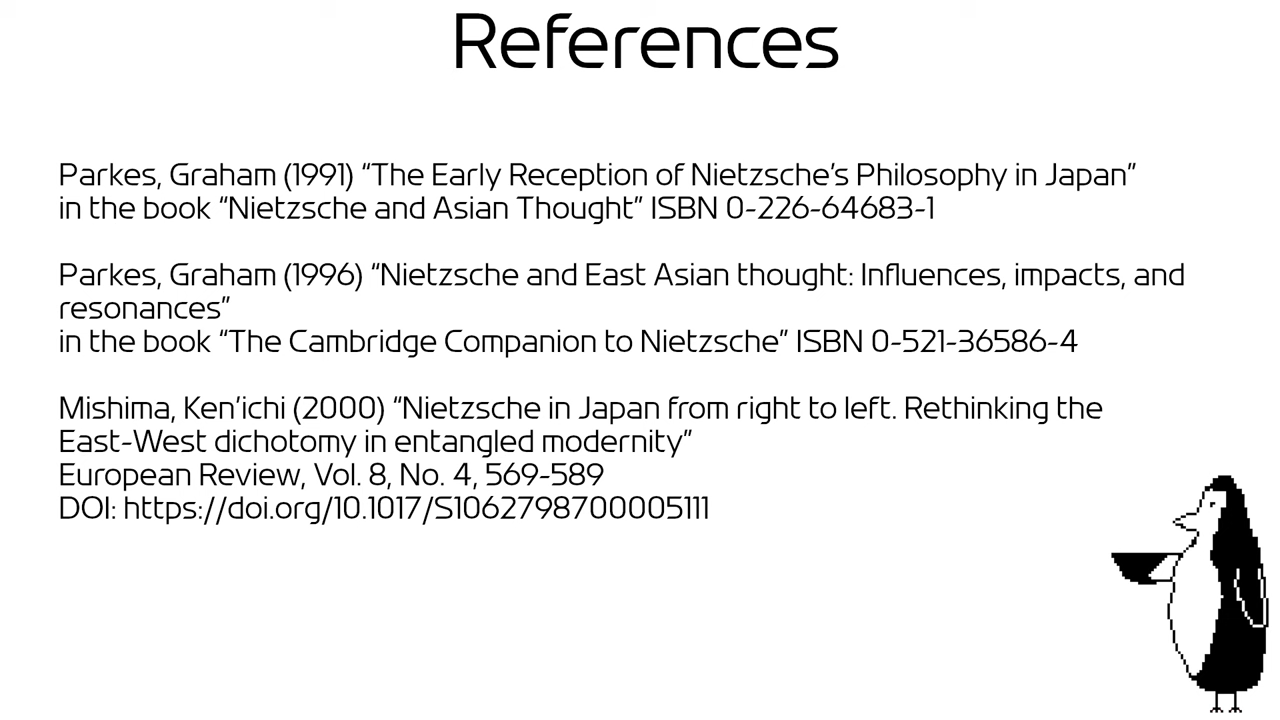 References
Parkes, Graham (1991) “The Early Reception of Nietzsche’s Philosophy in Japan”
in the book “Nietzsche and Asian Thought” ISBN 0-226-64683-1
Parkes, Graham (1996) “Nietzsche and East Asian thought: Influences, impacts, and
resonances”
in the book “The Cambridge Companion to Nietzsche” ISBN 0-521-36586-4
Mishima, Ken’ichi (2000) “Nietzsche in Japan from right to left. Rethinking the
East-West dichotomy in entangled modernity”
European Review, Vol. 8, No. 4, 569-589
DOI: https://doi.org/10.1017/S1062798700005111